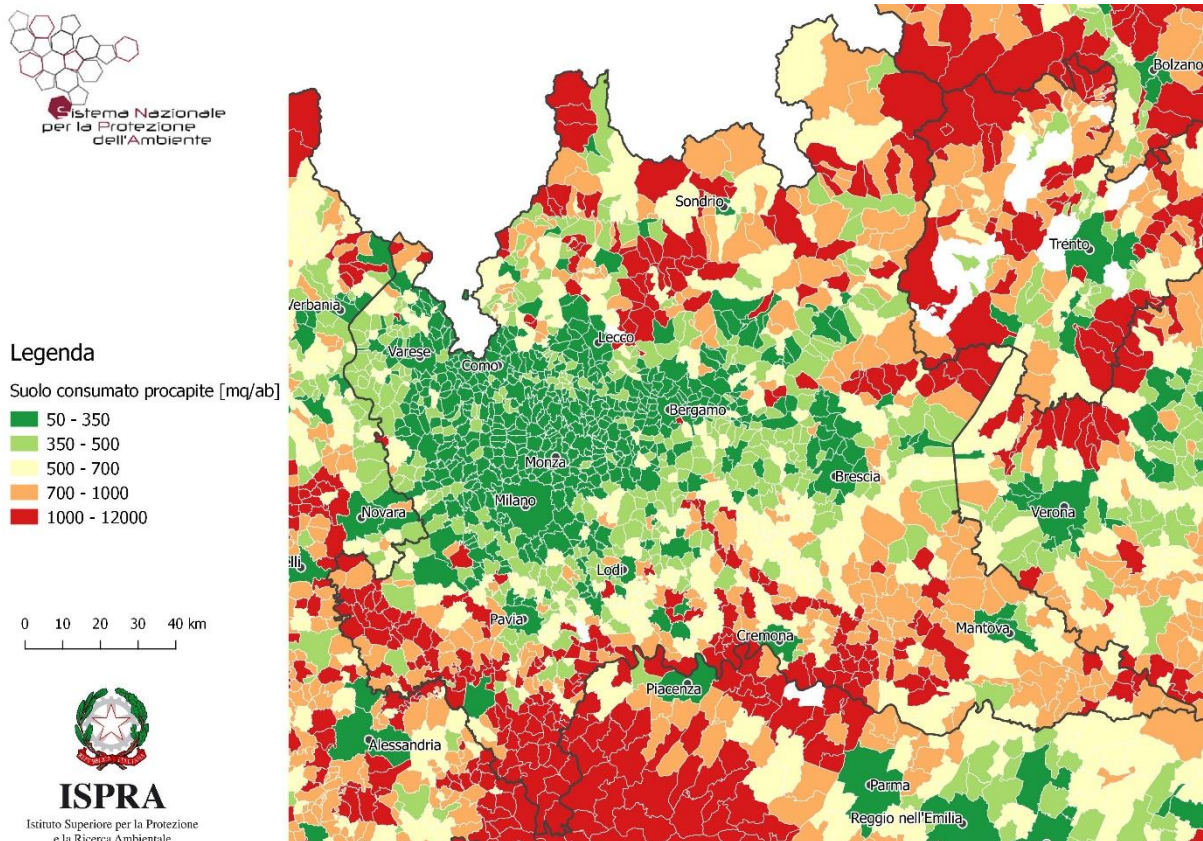 Sistema Nazionale
per la Protezione
dell'Ambiente
Legenda
Suolo consumato procapite [mq/ab]
50 - 350
350 - 500
500 - 700
700 - 1000
1000 - 12000
0 10 20 30 40 km
ISPRA
Istituto Superiore per la Protezione
e la Ricerca Ambientale
Bolzano
Sondrio
Trento
Verbania
Lecco
Varese
Como
Bergamo
Monza
Brescia
Milano
Novara
Verona
elli
Lodi
Pavia
Mantova
Cremona
Piacenza
Alessandria
Parma
Reggio nell'Emilia